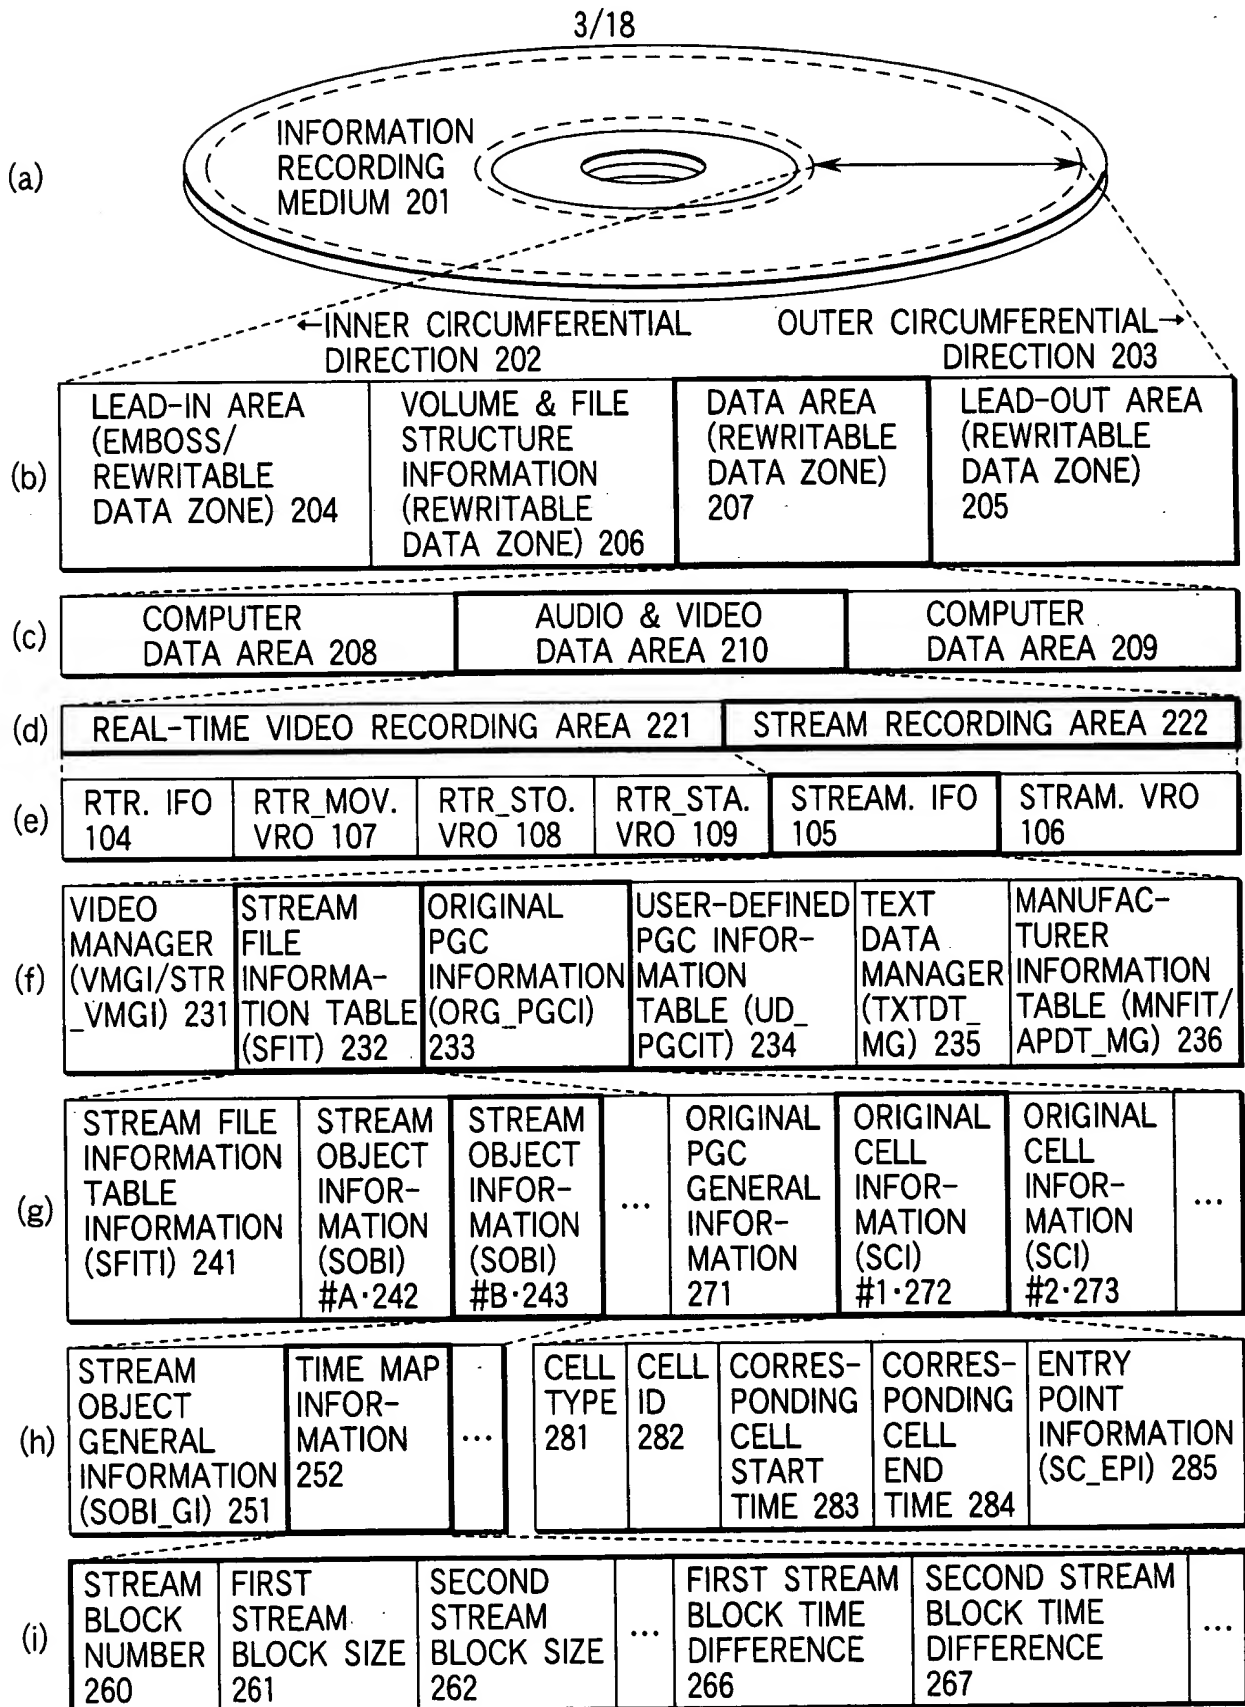 3/18
(a)
INFORMATION
RECORDING
MEDIUM 201
←INNER CIRCUMFERENTIAL
DIRECTION 202
OUTER CIRCUMFERENTIAL→
DIRECTION 203
(b)
LEAD-IN AREA
(EMBOSS/
REWRITABLE
DATA ZONE) 204
VOLUME & FILE
STRUCTURE
INFORMATION
(REWRITABLE
DATA ZONE) 206
DATA AREA
(REWRITABLE
DATA ZONE)
207
LEAD-OUT AREA
(REWRITABLE
DATA ZONE)
205
(c)
COMPUTER
DATA AREA 208
AUDIO & VIDEO
DATA AREA 210
COMPUTER
DATA AREA 209
(d)
REAL-TIME VIDEO RECORDING AREA 221
STREAM RECORDING AREA 222
(e)
RTR. IFO
104
RTR_MOV.
VRO 107
RTR_STO.
VRO 108
RTR_STA.
VRO 109
STREAM. IFO
105
STRAM. VRO
106
(f)
VIDEO
MANAGER
(VMGI/STR
_VMGI) 231
STREAM
FILE
INFORMA-
TION TABLE
(SFIT) 232
ORIGINAL
PGC
INFORMATION
(ORG_PGCI)
233
USER-DEFINED
PGC INFOR-
MATION
TABLE (UD_
PGCIT) 234
TEXT
DATA
MANAGER
(TXTDT_
MG) 235
MANUFAC-
TURER
INFORMATION
TABLE (MNFIT/
APDT_MG) 236
(g)
STREAM FILE
INFORMATION
TABLE
INFORMATION
(SFITI) 241
STREAM
OBJECT
INFOR-
MATION
(SOBI)
#A·242
STREAM
OBJECT
INFOR-
MATION
(SOBI)
#B·243
...
ORIGINAL
PGC
GENERAL
INFOR-
MATION
271
ORIGINAL
CELL
INFOR-
MATION
(SCI)
#1·272
ORIGINAL
CELL
INFOR-
MATION
(SCI)
#2·273
...
(h)
STREAM
OBJECT
GENERAL
INFORMATION
(SOBI_GI) 251
TIME MAP
INFOR-
MATION
252
...
CELL
TYPE
281
CELL
ID
282
CORRES-
PONDING
CELL
START
TIME 283
CORRES-
PONDING
CELL
END
TIME 284
ENTRY
POINT
INFORMATION
(SC_EPI) 285
(i)
STREAM
BLOCK
NUMBER
260
FIRST
STREAM
BLOCK SIZE
261
SECOND
STREAM
BLOCK SIZE
262
...
FIRST STREAM
BLOCK TIME
DIFFERENCE
266
SECOND STREAM
BLOCK TIME
DIFFERENCE
267
...